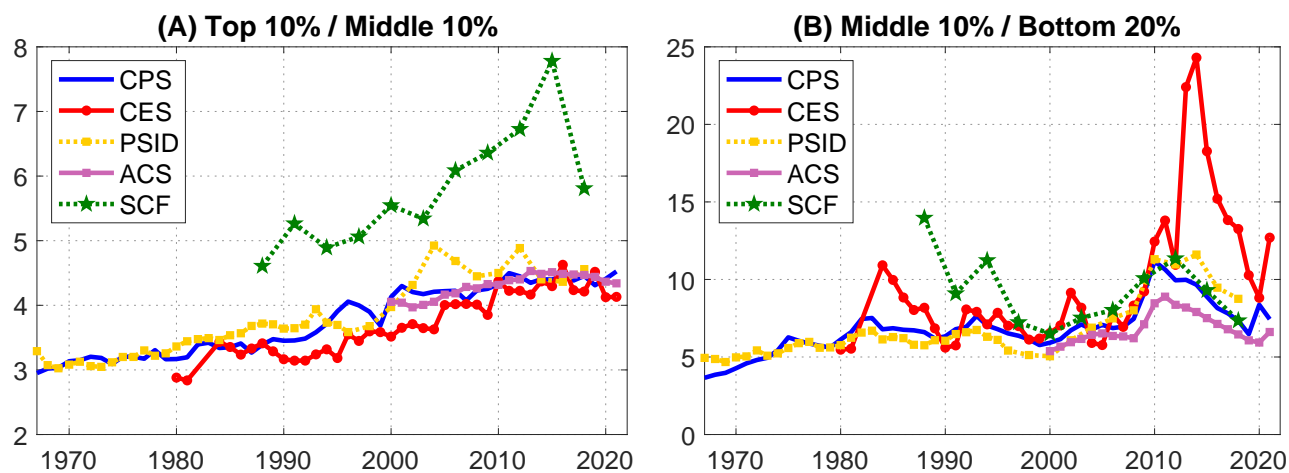 (A) Top 10% / Middle 10%
8
7
6
5
4
3
2
CPS
CES
PSID
ACS
SCF
1970 1980 1990 2000 2010 2020
(B) Middle 10% / Bottom 20%
25
20
15
10
5
0
CPS
CES
PSID
ACS
SCF
1970 1980 1990 2000 2010 2020